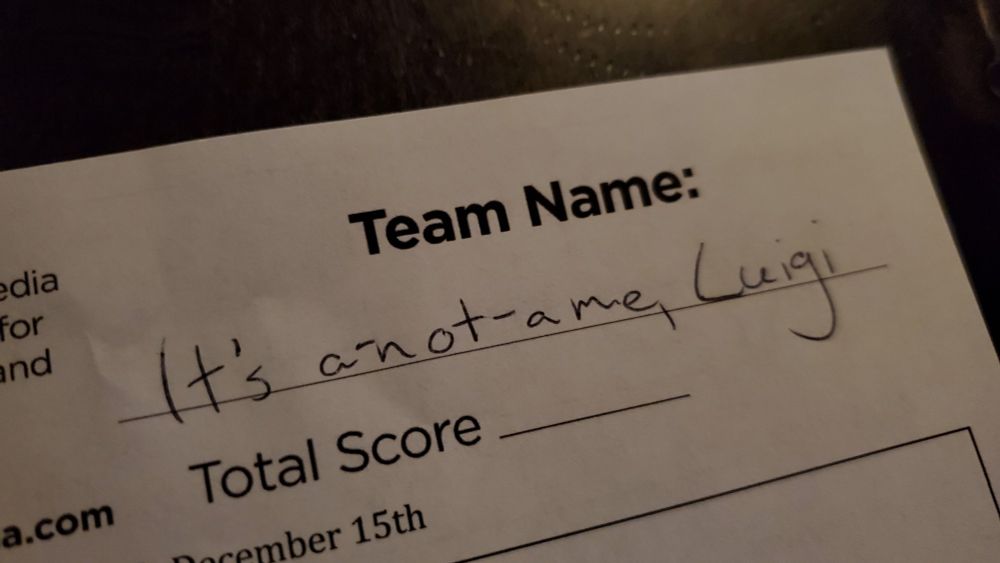 Team Name:
edia
for
and
It's a-not-a me, Luigi
Total Score
a.com
December 15th